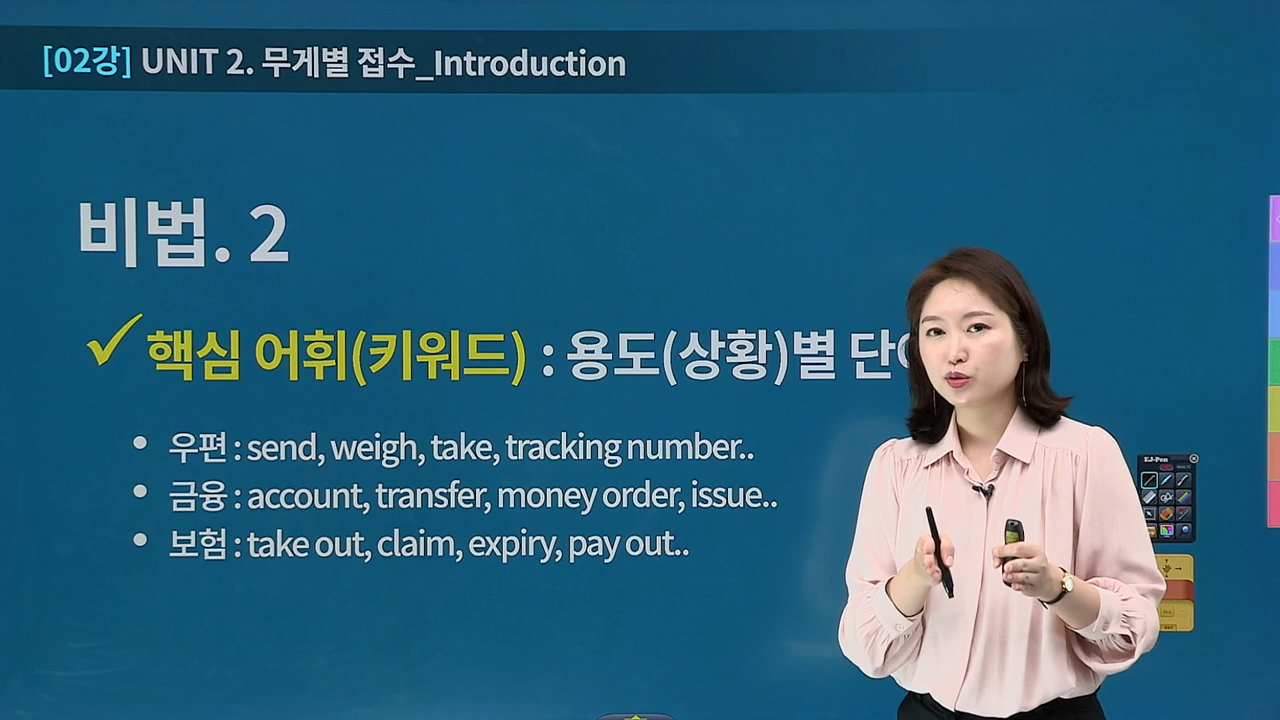 [02강] UNIT 2. 무게별 접수_Introduction
비법. 2
✓ 핵심 어휘(키워드) : 용도(상황)별
• 우편 : send, weigh, take, tracking number..
• 금융 : account, transfer, money order, issue..
• 보험 : take out, claim, expiry, pay out..
EJ-Pen